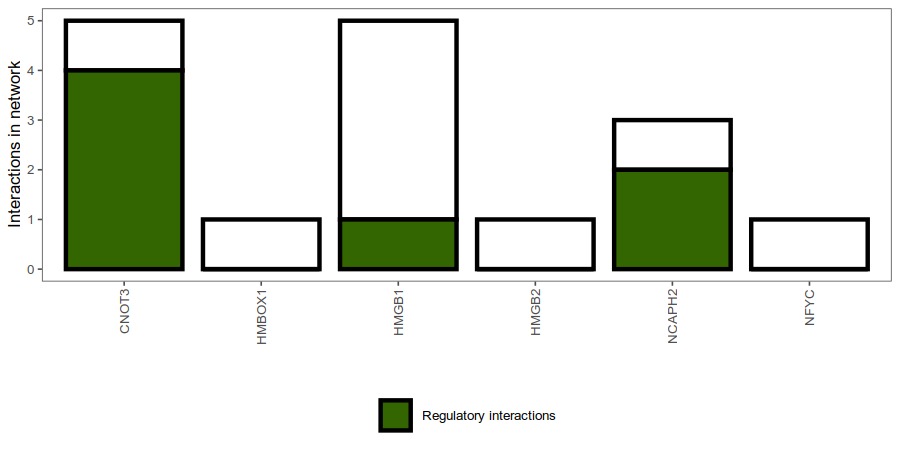 Interactions in network
5
4
3
2
1
0
CNOT3
HMBOX1
HMGB1
HMGB2
NCAPH2
NFYC
Regulatory interactions